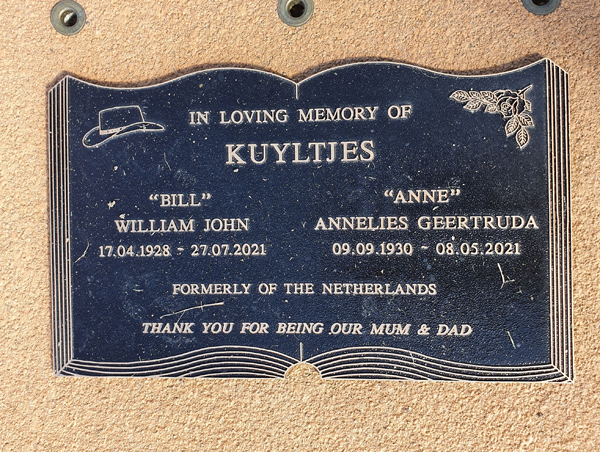 IN LOVING MEMORY OF
KUYLTJES
"BILL"
WILLIAM JOHN
17.04.1928 - 27.07.2021
"ANNE"
ANNELIES GEERTRUDA
09.09.1930 - 08.05.2021
FORMERLY OF THE NETHERLANDS
THANK YOU FOR BEING OUR MUM & DAD